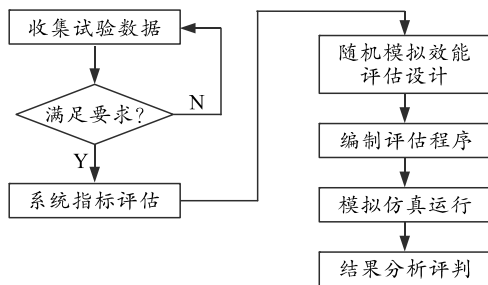 收集试验数据
满足要求?
N
Y
系统指标评估
随机模拟效能
评估设计
编制评估程序
模拟仿真运行
结果分析评判